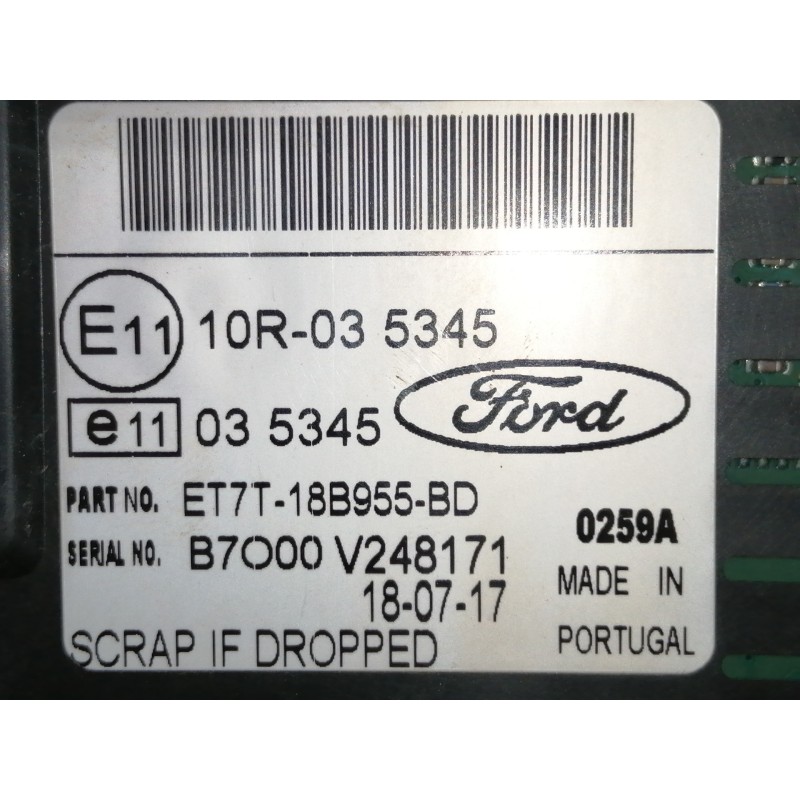 E11 10R-03 5345
e11 03 5345 Ford
PART NO. ET7T-18B955-BD
0259A
SERIAL NO. B7O00 V248171
18-07-17
MADE IN
PORTUGAL
SCRAP IF DROPPED